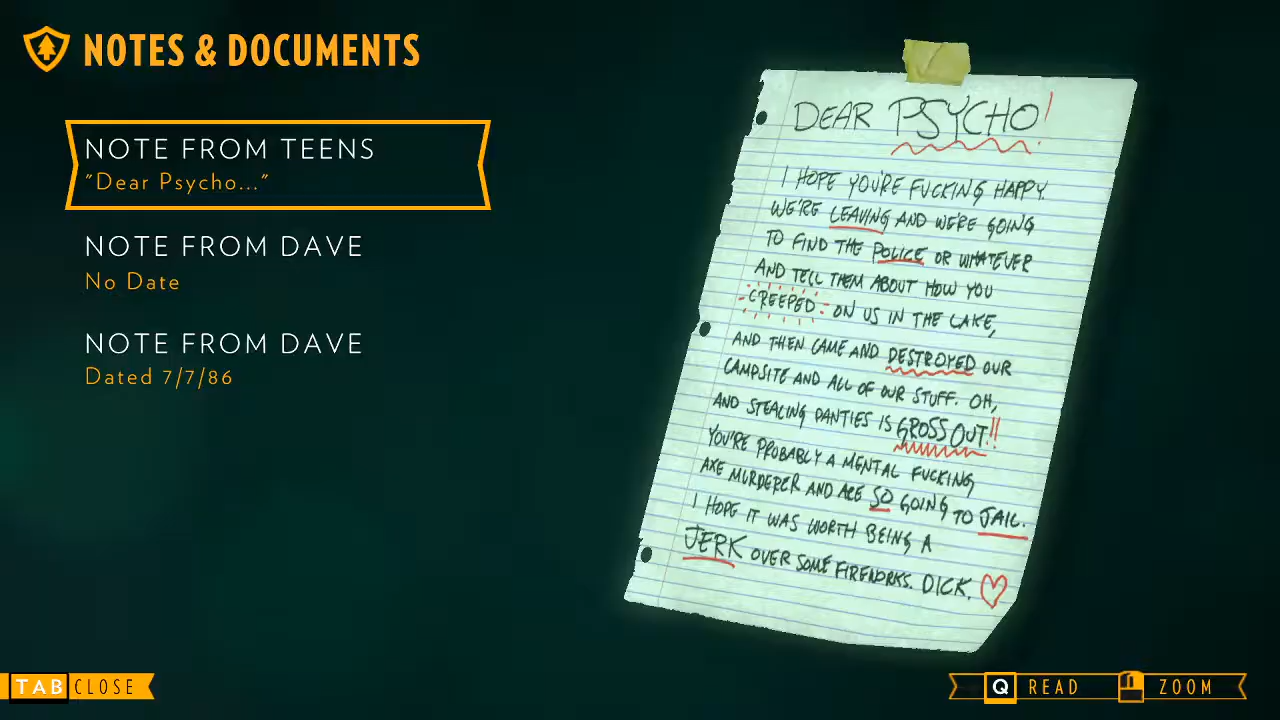 NOTES & DOCUMENTS
NOTE FROM TEENS
"Dear Psycho..."
NOTE FROM DAVE
No Date
NOTE FROM DAVE
Dated 7/7/86
DEAR PSYCHO!
I HOPE YOU'RE FUCKING HAPPY.
WE'RE LEAVING AND WE'RE GOING
TO FIND THE POLICE OR WHATEVER
AND TELL THEM ABOUT HOW YOU
CREEPED ON US IN THE LAKE,
AND THEN CAME AND DESTROYED OUR
CAMPSITE AND ALL OF OUR STUFF. OH,
AND STEALING PANTIES IS GROSS OUT!!
YOU'RE PROBABLY A MENTAL FUCKING
AXE MURDERER AND ARE SO GOING TO JAIL.
I HOPE IT WAS WORTH BEING A
JERK OVER SOME FIREWORKS. DICK.
TAB CLOSE
Q READ ZOOM